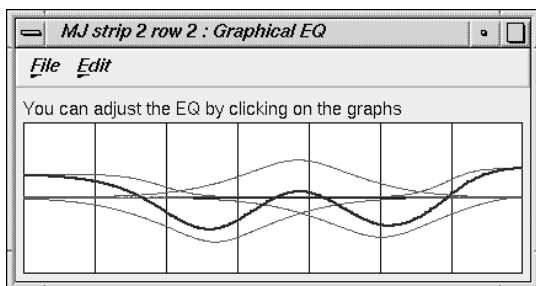 MJ strip 2 row 2 : Graphical EQ
File Edit
You can adjust the EQ by clicking on the graphs